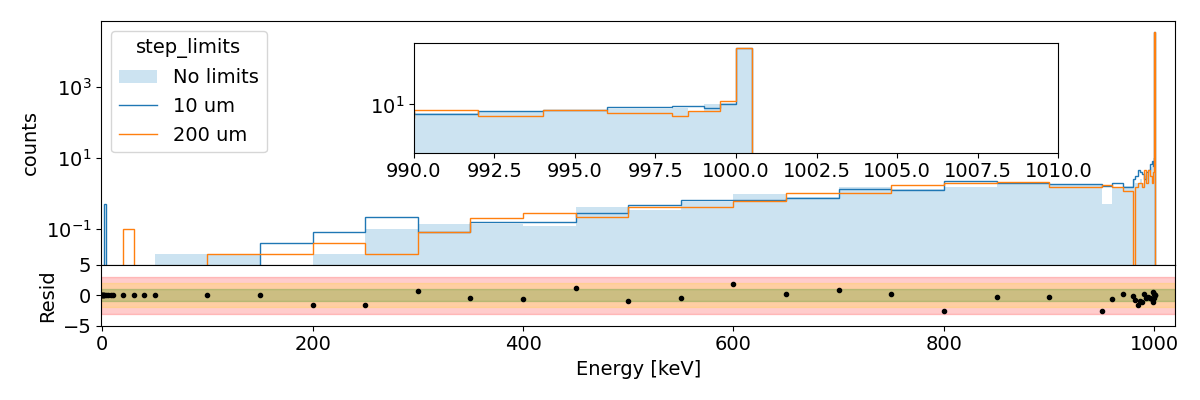 step_limits
No limits
10 um
200 um
counts
10³
10¹
10⁻¹
10¹
990.0 992.5 995.0 997.5 1000.0 1002.5 1005.0 1007.5 1010.0
Resid
5
0
−5
0 200 400 600 800 1000
Energy [keV]